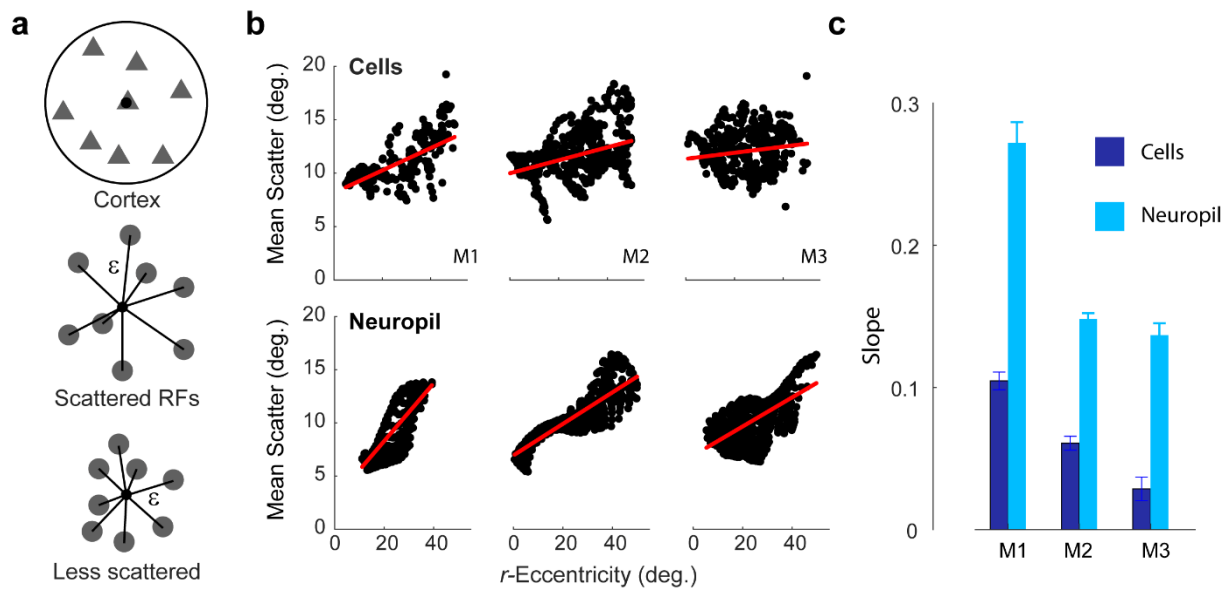 a
Cortex
ε
Scattered RFs
ε
Less scattered
b
Cells
Mean Scatter (deg.)
20
15
10
5
0
M1
M2
M3
Neuropil
Mean Scatter (deg.)
20
15
10
5
0
0 20 40
0 20 40
0 20 40
r-Eccentricity (deg.)
c
Slope
0.3
0.2
0.1
0
Cells
Neuropil
M1 M2 M3